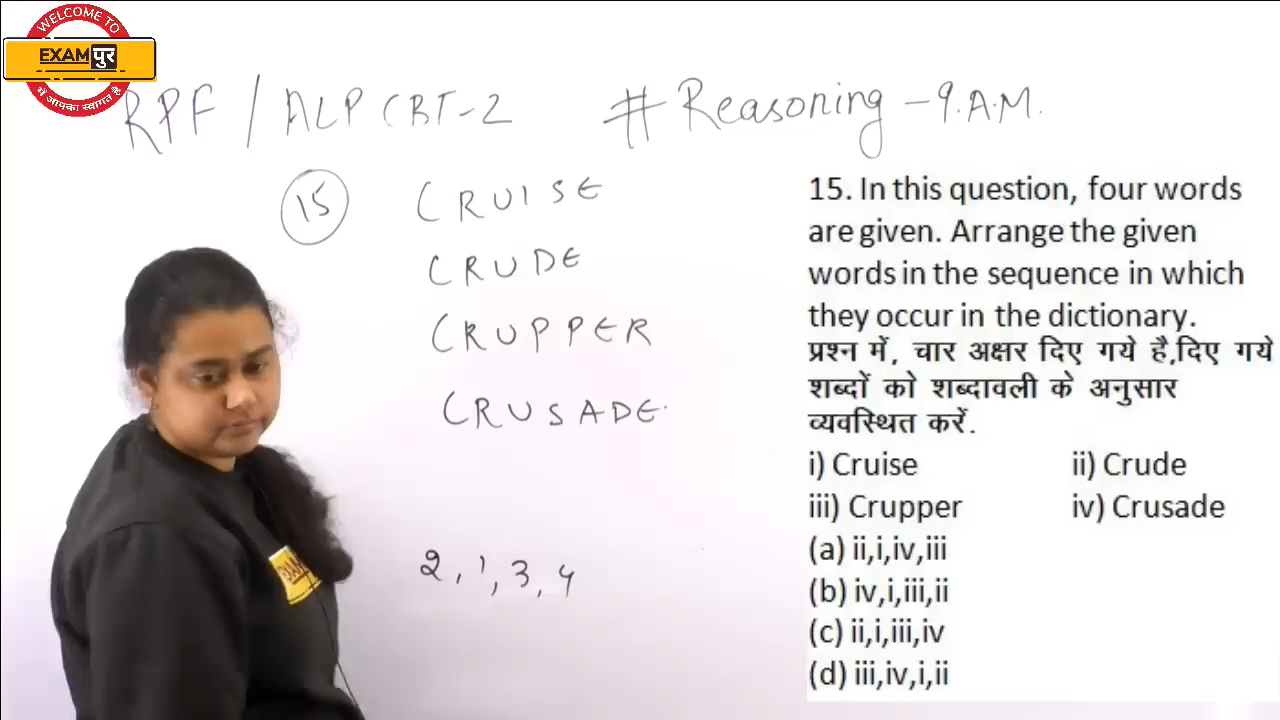 WELCOME TO
EXAMपुर
में आपका स्वागत है
RPF / ALP CBT-2 # Reasoning - 9.A.M.
15 CRUISE
CRUDE
CRUPPER
CRUSADE
2, 1, 3, 4
15. In this question, four words
are given. Arrange the given
words in the sequence in which
they occur in the dictionary.
प्रश्न में, चार अक्षर दिए गये है,दिए गये
शब्दों को शब्दावली के अनुसार
व्यवस्थित करें.
i) Cruise ii) Crude
iii) Crupper iv) Crusade
(a) ii,i,iv,iii
(b) iv,i,iii,ii
(c) ii,i,iii,iv
(d) iii,iv,i,ii